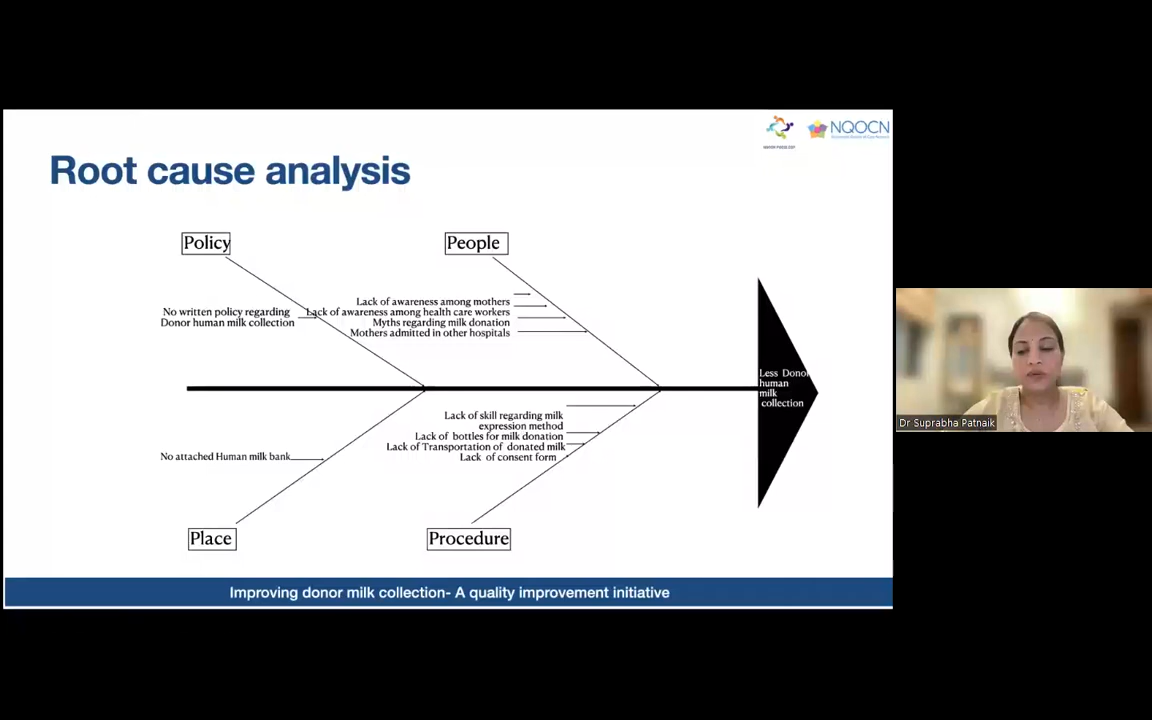 NQOCN
Root cause analysis
Policy
People
No written policy regarding
Donor human milk collection
Lack of awareness among mothers
Lack of awareness among health care workers
Myths regarding milk donation
Mothers admitted in other hospitals
Less Donor
human
milk
collection
Lack of skill regarding milk
expression method
Lack of bottles for milk donation
Lack of Transportation of donated milk
Lack of consent form
No attached Human milk bank
Place
Procedure
Improving donor milk collection- A quality improvement initiative
Dr Suprabha Patnaik